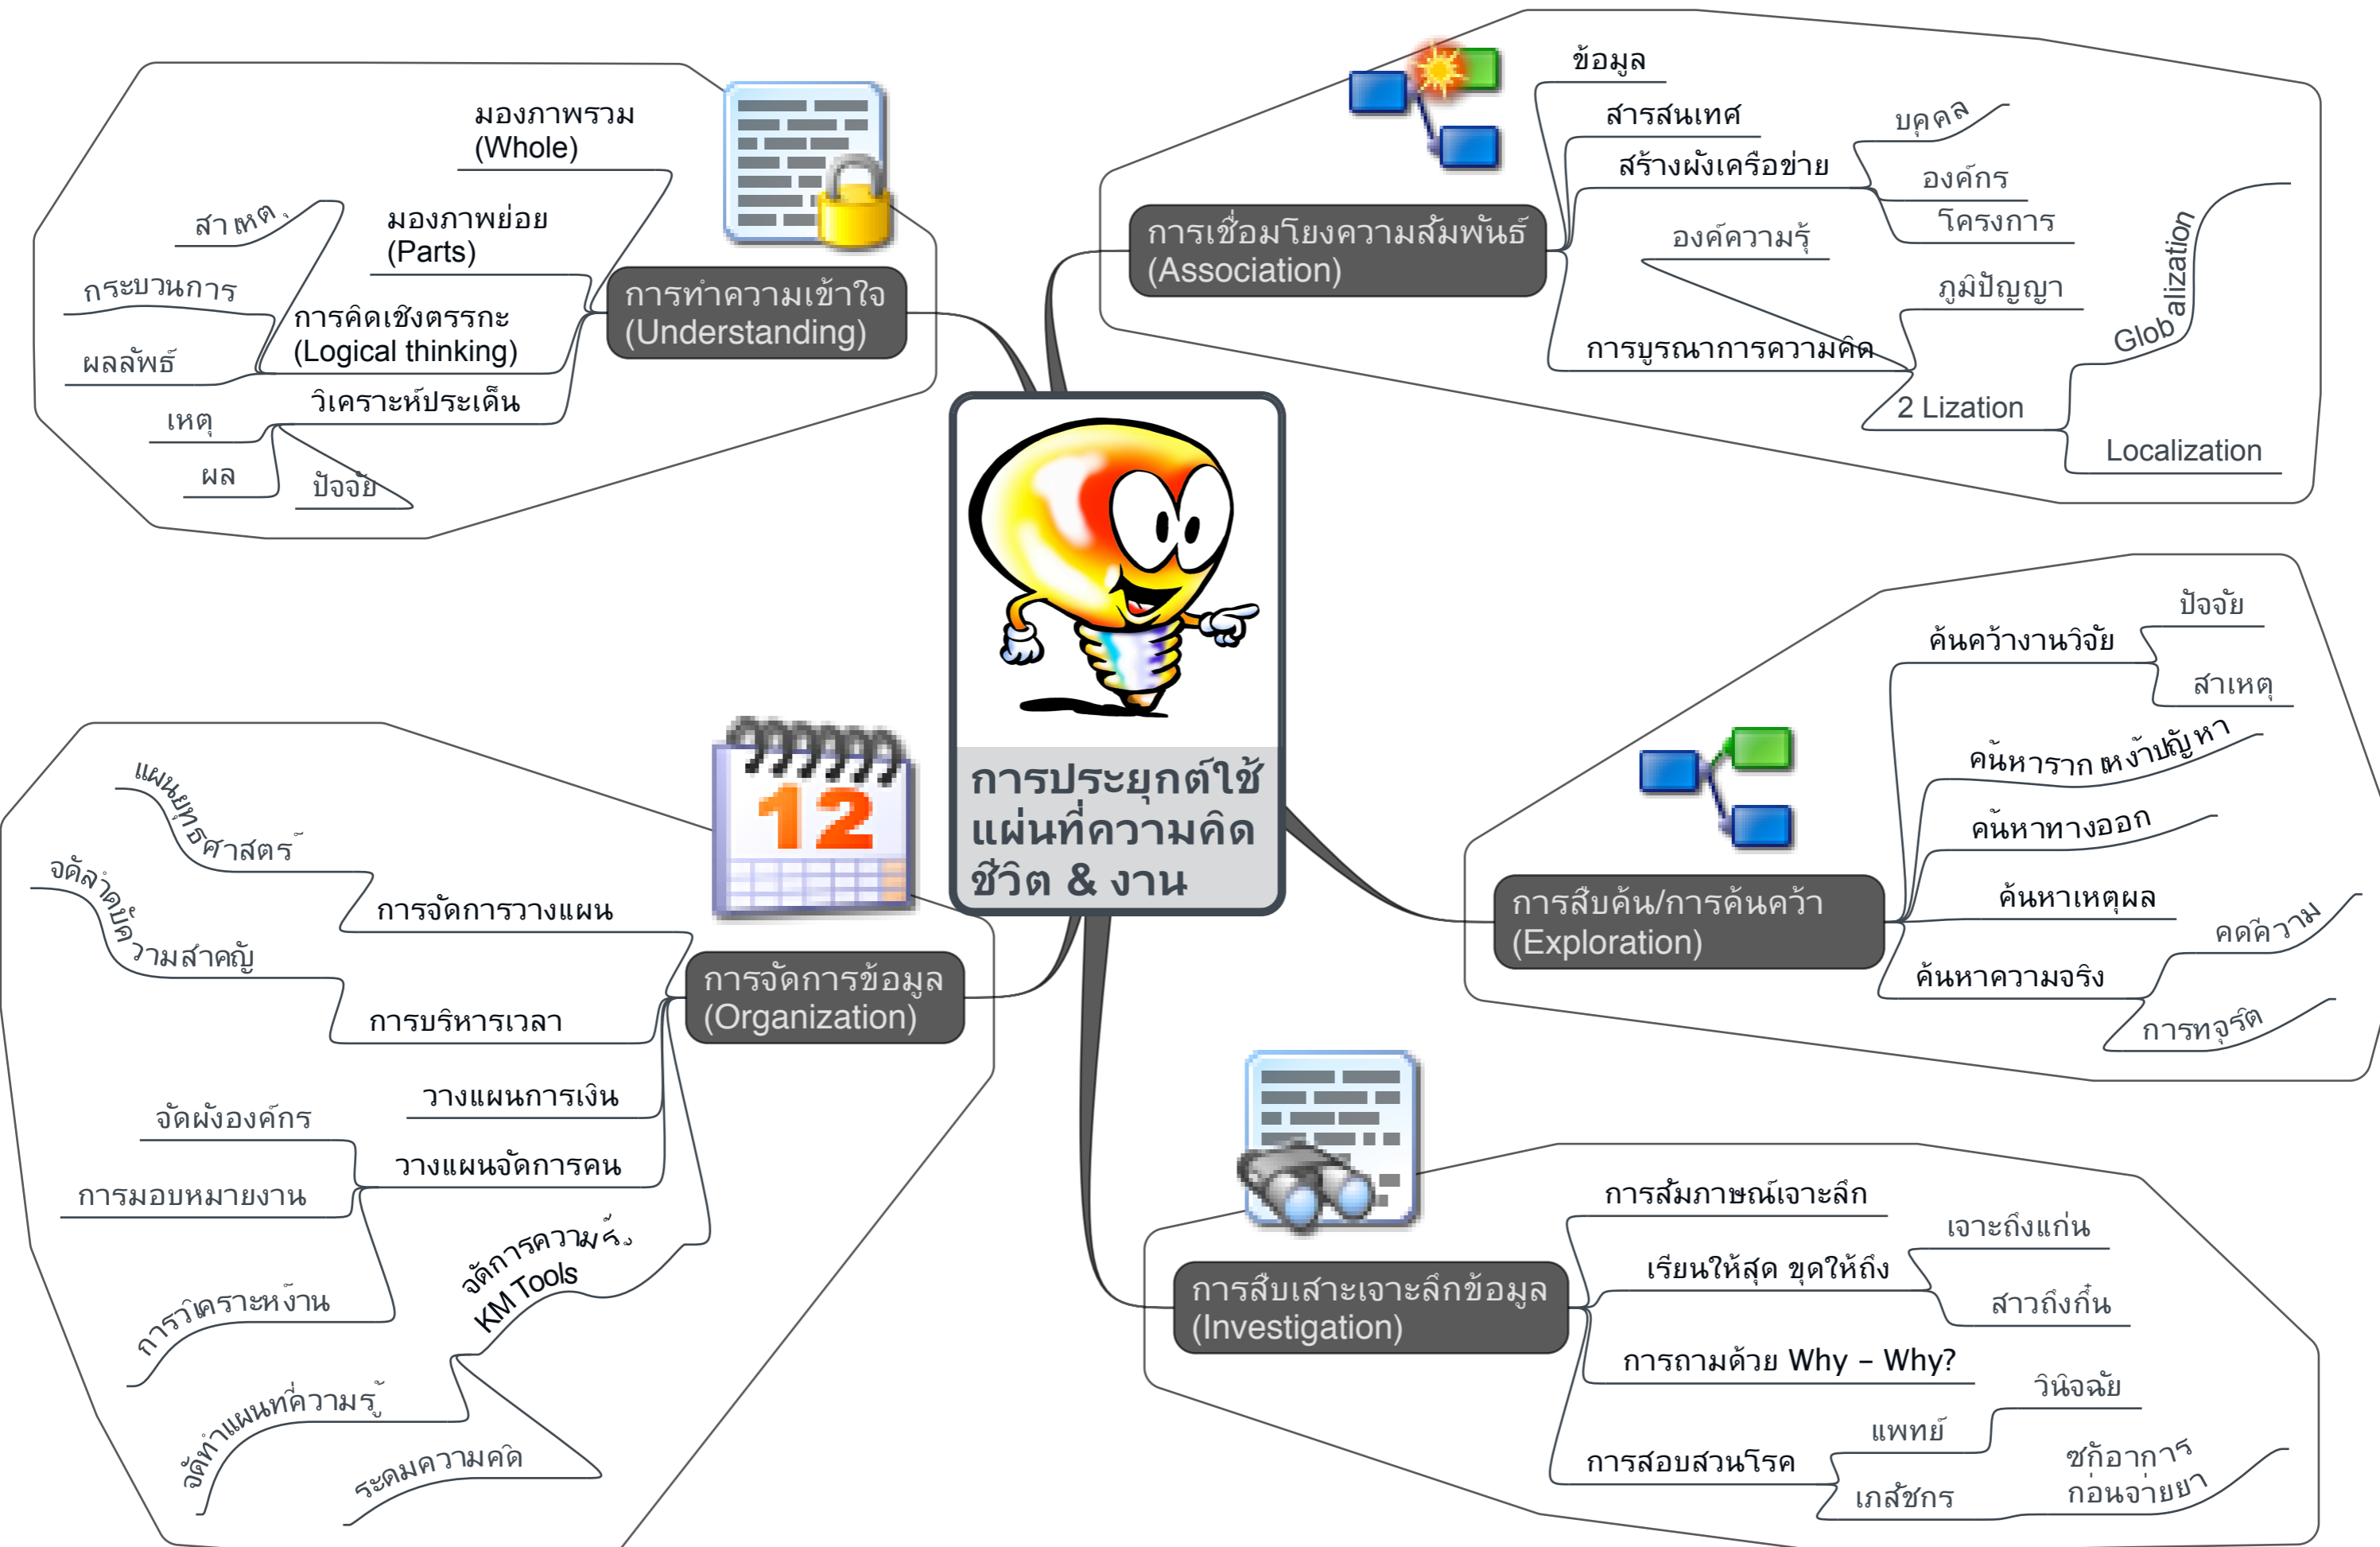 การประยุกต์ใช้
แผ่นที่ความคิด
ชีวิต & งาน
การเชื่อมโยงความสัมพันธ์
(Association)
ข้อมูล
สารสนเทศ
สร้างผังเครือข่าย
บุคคล
องค์กร
โครงการ
การบูรณาการความคิด
องค์ความรู้
ภูมิปัญญา
2 Lization
Globalization
Localization
การสืบค้น/การค้นคว้า
(Exploration)
ค้นคว้างานวิจัย
ปัจจัย
สาเหตุ
ค้นหารากเหง้าปัญหา
ค้นหาทางออก
ค้นหาเหตุผล
ค้นหาความจริง
คดีความ
การทุจริต
การสืบเสาะเจาะลึกข้อมูล
(Investigation)
การสัมภาษณ์เจาะลึก
เรียนให้สุด ขุดให้ถึง
เจาะถึงแก่น
สาวถึงกึ๋น
การถามด้วย Why – Why?
การสอบสวนโรค
แพทย์
วินิจฉัย
เภสัชกร
ซักอาการ
ก่อนจ่ายยา
การจัดการข้อมูล
(Organization)
การจัดการวางแผน
แผนยุทธศาสตร์
การบริหารเวลา
จัดลำดับความสำคัญ
วางแผนการเงิน
วางแผนจัดการคน
จัดผังองค์กร
การมอบหมายงาน
การวิเคราะห์งาน
จัดการความรู้
KM Tools
จัดทำแผนที่ความรู้
ระดมความคิด
การทำความเข้าใจ
(Understanding)
มองภาพรวม
(Whole)
มองภาพย่อย
(Parts)
การคิดเชิงตรรกะ
(Logical thinking)
สาเหตุ
กระบวนการ
ผลลัพธ์
วิเคราะห์ประเด็น
เหตุ
ผล
ปัจจัย
12